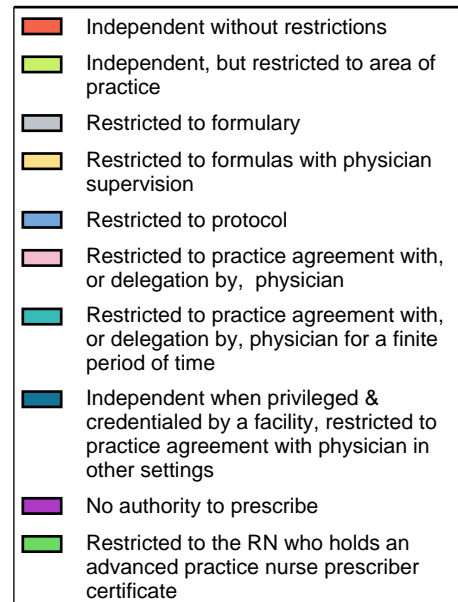 Independent without restrictions
Independent, but restricted to area of
practice
Restricted to formulary
Restricted to formulas with physician
supervision
Restricted to protocol
Restricted to practice agreement with,
or delegation by, physician
Restricted to practice agreement with,
or delegation by, physician for a finite
period of time
Independent when privileged &
credentialed by a facility, restricted to
practice agreement with physician in
other settings
No authority to prescribe
Restricted to the RN who holds an
advanced practice nurse prescriber
certificate